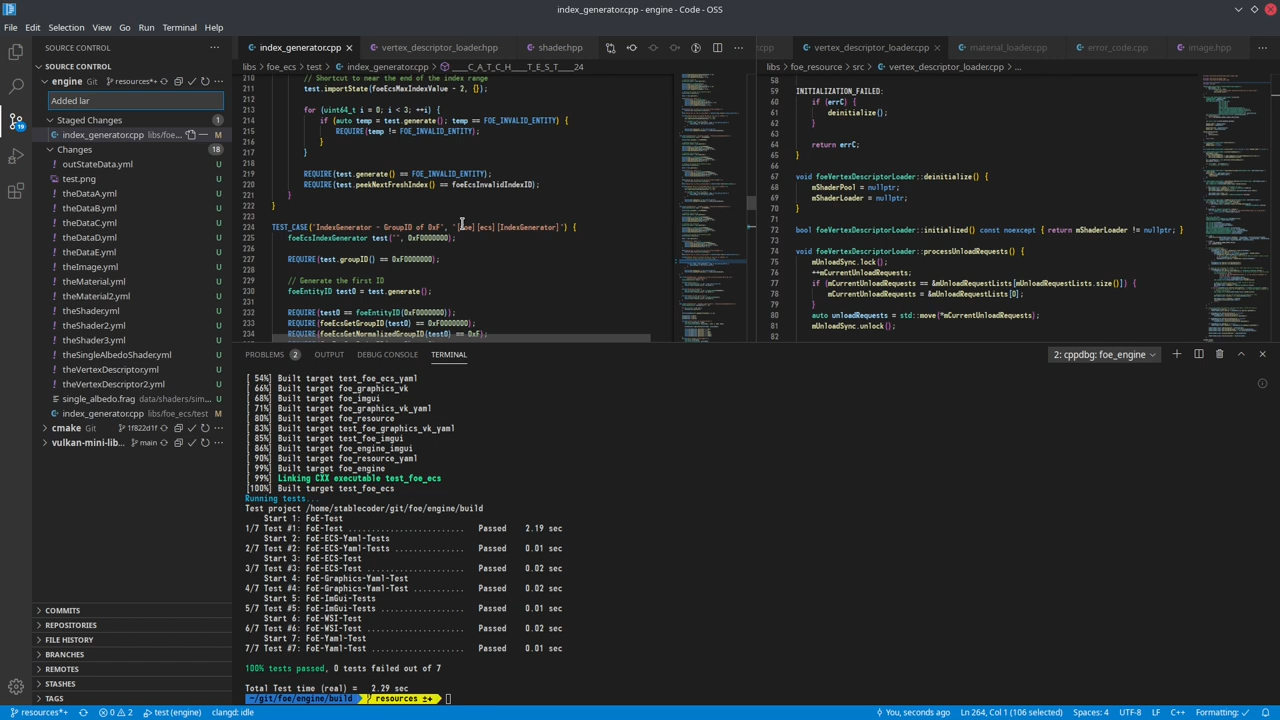 index_generator.cpp - engine - Code - OSS
File Edit Selection View Go Run Terminal Help
SOURCE CONTROL
SOURCE CONTROL
engine Git resources*+
Added lar
Staged Changes 1
index_generator.cpp libs/foe... M
Changes 18
outStateData.yml U
test.png U
theDataA.yml U
theDataB.yml U
theDataC.yml U
theDataD.yml U
theDataE.yml U
theImage.yml U
theMaterial.yml U
theMaterial2.yml U
theShader.yml U
theShader2.yml U
theShader3.yml U
theSingleAlbedoShader.yml U
theVertexDescriptor.yml U
theVertexDescriptor2.yml U
single_albedo.frag data/shaders/sim... U
index_generator.cpp libs/foe_ecs/test M
cmake Git 1f822d1f
vulkan-mini-lib... main
COMMITS
REPOSITORIES
FILE HISTORY
BRANCHES
REMOTES
STASHES
TAGS
19
index_generator.cpp vertex_descriptor_loader.hpp shader.hpp
libs > foe_ecs > test > index_generator.cpp > ____C_A_T_C_H____T_E_S_T____24
210 // Shortcut to near the end of the index range
211 test.importState(foeEcsMaxIndexValue - 2, {});
212
213 for (uint64_t i = 0; i < 3; ++i) {
214 if (auto temp = test.generate(); temp == FOE_INVALID_ENTITY) {
215 REQUIRE(temp != FOE_INVALID_ENTITY);
216 }
217 }
218
219 REQUIRE(test.generate() == FOE_INVALID_ENTITY);
220 REQUIRE(test.peekNextFreshIndex() == foeEcsInvalidIndexID);
221 }
222 }
223
224 TEST_CASE("IndexGenerator - GroupID of 0xF", "[foe][ecs][IndexGenerator]") {
225 foeEcsIndexGenerator test("", 0xF0000000);
226
227 REQUIRE(test.groupID() == 0xF0000000);
228
229 // Generate the first ID
230 foeEntityID test0 = test.generate();
231
232 REQUIRE(test0 == foeEntityID(0xF0000000));
233 REQUIRE(foeEcsGetGroupID(test0) == 0xF0000000);
234 REQUIRE(foeEcsGetNormalizedGroupID(test0) == 0xF);
.cpp vertex_descriptor_loader.cpp material_loader.cpp error_code.cpp image.hpp
libs > foe_resource > src > vertex_descriptor_loader.cpp > ...
58
59 INITIALIZATION_FAILED:
60 if (errC) {
61 deinitialize();
62 }
63
64 return errC;
65 }
66
67 void foeVertexDescriptorLoader::deinitialize() {
68 mShaderPool = nullptr;
69 mShaderLoader = nullptr;
70 }
71
72 bool foeVertexDescriptorLoader::initialized() const noexcept { return mShaderLoader != nullptr; }
73
74 void foeVertexDescriptorLoader::processUnloadRequests() {
75 mUnloadSync.lock();
76 ++mCurrentUnloadRequests;
77 if (mCurrentUnloadRequests == &mUnloadRequestLists[mUnloadRequestLists.size()]) {
78 mCurrentUnloadRequests = &mUnloadRequestLists[0];
79 }
80 auto unloadRequests = std::move(*mCurrentUnloadRequests);
81 mUnloadSync.unlock();
82
PROBLEMS 2 OUTPUT DEBUG CONSOLE TERMINAL 2: cppdbg: foe_engine
[ 54%] Built target test_foe_ecs_yaml
[ 66%] Built target foe_graphics_vk
[ 68%] Built target foe_imgui
[ 71%] Built target foe_graphics_vk_yaml
[ 80%] Built target foe_resource
[ 83%] Built target test_foe_graphics_vk_yaml
[ 85%] Built target test_foe_imgui
[ 86%] Built target foe_engine_imgui
[ 90%] Built target foe_resource_yaml
[ 99%] Built target foe_engine
[ 99%] Linking CXX executable test_foe_ecs
[100%] Built target test_foe_ecs
Running tests...
Test project /home/stablecoder/git/foe/engine/build
Start 1: FoE-Test
1/7 Test #1: FoE-Test ......................... Passed 2.19 sec
Start 2: FoE-ECS-Yaml-Tests
2/7 Test #2: FoE-ECS-Yaml-Tests ............... Passed 0.01 sec
Start 3: FoE-ECS-Test
3/7 Test #3: FoE-ECS-Test ..................... Passed 0.02 sec
Start 4: FoE-Graphics-Yaml-Test
4/7 Test #4: FoE-Graphics-Yaml-Test ........... Passed 0.02 sec
Start 5: FoE-ImGui-Tests
5/7 Test #5: FoE-ImGui-Tests .................. Passed 0.01 sec
Start 6: FoE-WSI-Test
6/7 Test #6: FoE-WSI-Test ..................... Passed 0.02 sec
Start 7: FoE-Yaml-Test
7/7 Test #7: FoE-Yaml-Test .................... Passed 0.01 sec
100% tests passed, 0 tests failed out of 7
Total Test time (real) = 2.29 sec
~/git/foe/engine/build resources ±+
resources*+ 0 2 test (engine) clangd: idle You, seconds ago Ln 264, Col 1 (106 selected) Spaces: 4 UTF-8 LF C++ Formatting: ✓